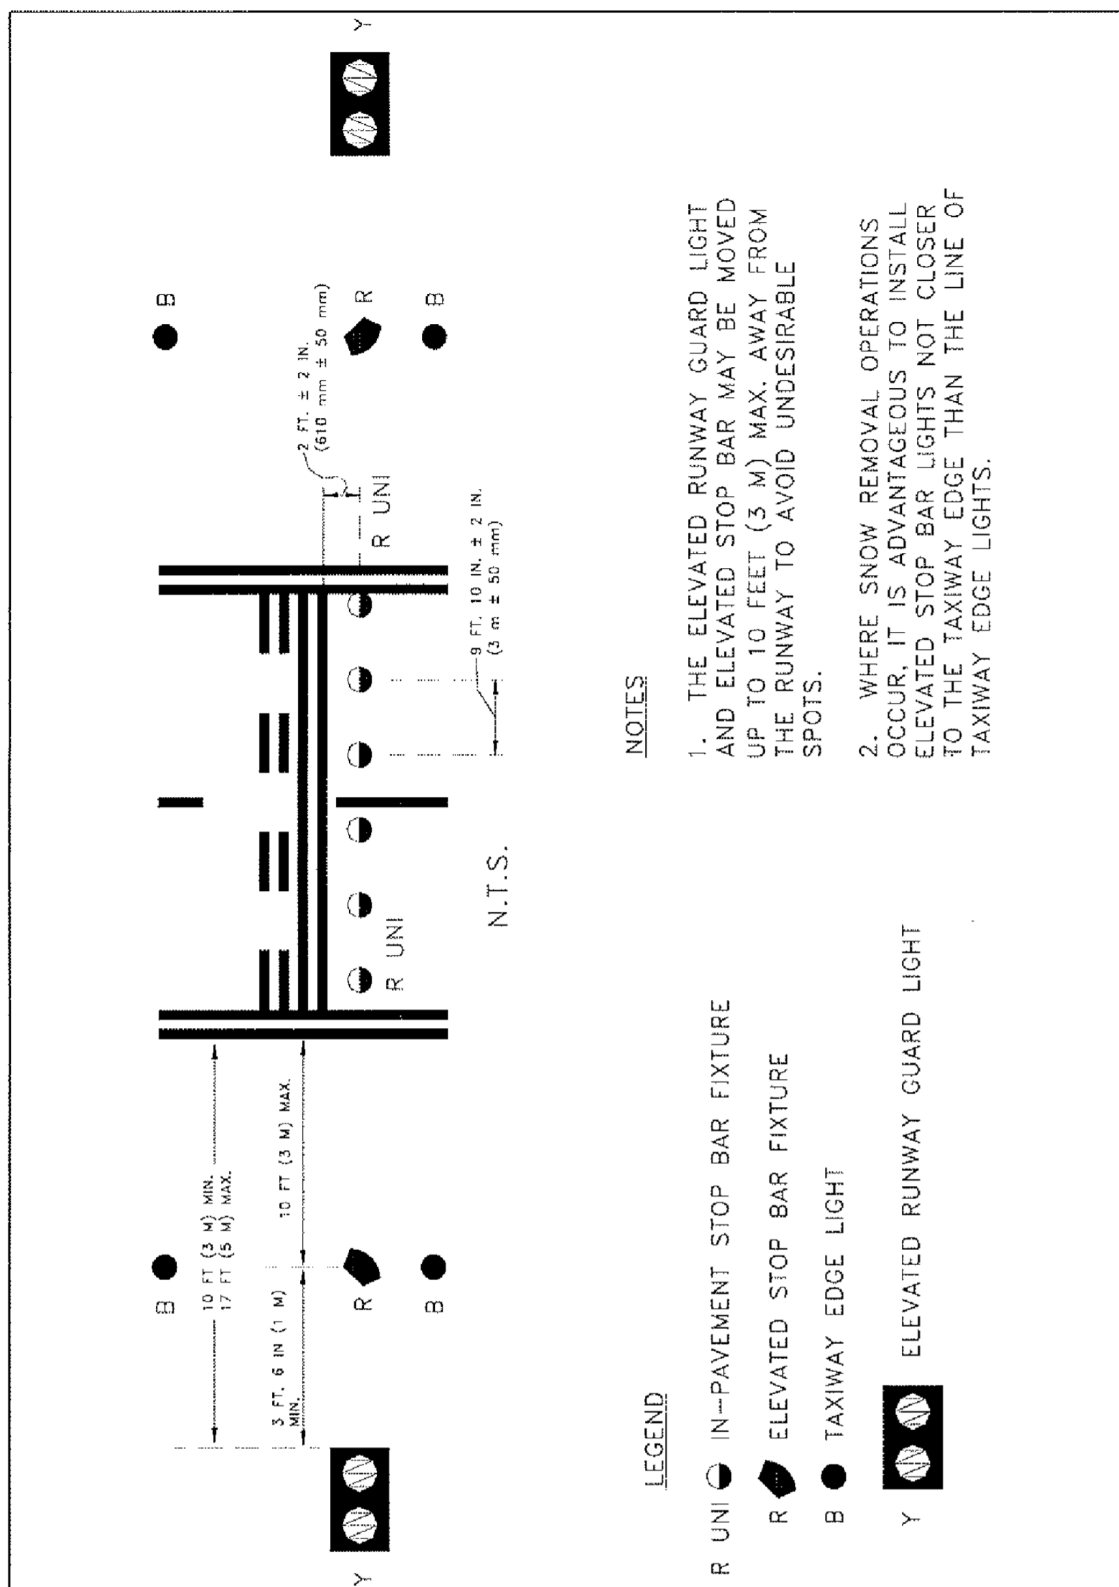 Y
Y
B
B
R
R
B
B
10 FT (3 M) MIN.
17 FT (5 M) MAX.
3 FT. 6 IN (1 M)
MIN.
10 FT (3 M) MAX.
2 FT. ± 2 IN.
(610 mm ± 50 mm)
R UNI
R UNI
9 FT. 10 IN. ± 2 IN.
(3 m ± 50 mm)
N.T.S.
LEGEND
R UNI IN-PAVEMENT STOP BAR FIXTURE
R ELEVATED STOP BAR FIXTURE
B TAXIWAY EDGE LIGHT
Y ELEVATED RUNWAY GUARD LIGHT
NOTES
1. THE ELEVATED RUNWAY GUARD LIGHT
AND ELEVATED STOP BAR MAY BE MOVED
UP TO 10 FEET (3 M) MAX. AWAY FROM
THE RUNWAY TO AVOID UNDESIRABLE
SPOTS.
2. WHERE SNOW REMOVAL OPERATIONS
OCCUR, IT IS ADVANTAGEOUS TO INSTALL
ELEVATED STOP BAR LIGHTS NOT CLOSER
TO THE TAXIWAY EDGE THAN THE LINE OF
TAXIWAY EDGE LIGHTS.